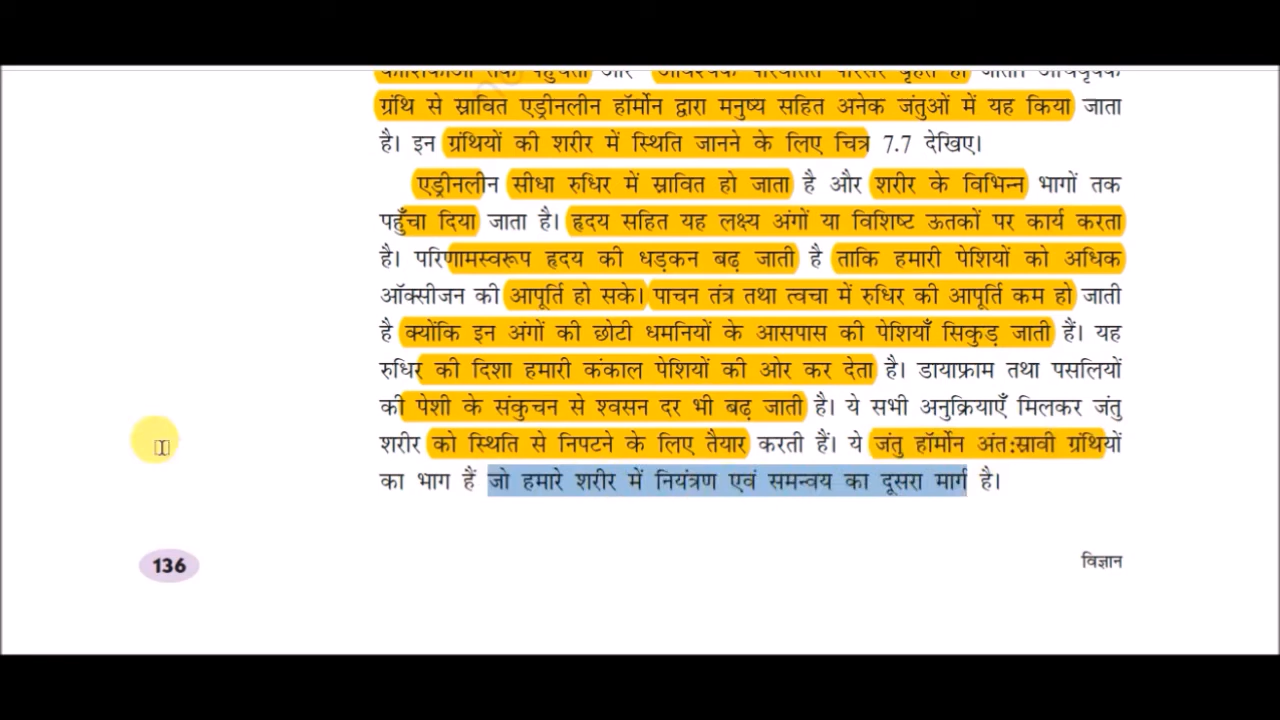 ग्रंथि से स्रावित एड्रीनलीन हॉर्मोन द्वारा मनुष्य सहित अनेक जंतुओं में यह किया जाता
है। इन ग्रंथियों की शरीर में स्थिति जानने के लिए चित्र 7.7 देखिए।
एड्रीनलीन सीधा रुधिर में स्रावित हो जाता है और शरीर के विभिन्न भागों तक
पहुँचा दिया जाता है। हृदय सहित यह लक्ष्य अंगों या विशिष्ट ऊतकों पर कार्य करता
है। परिणामस्वरूप हृदय की धड़कन बढ़ जाती है ताकि हमारी पेशियों को अधिक
ऑक्सीजन की आपूर्ति हो सके। पाचन तंत्र तथा त्वचा में रुधिर की आपूर्ति कम हो जाती
है क्योंकि इन अंगों की छोटी धमनियों के आसपास की पेशियाँ सिकुड़ जाती हैं। यह
रुधिर की दिशा हमारी कंकाल पेशियों की ओर कर देता है। डायाफ्राम तथा पसलियों
की पेशी के संकुचन से श्वसन दर भी बढ़ जाती है। ये सभी अनुक्रियाएँ मिलकर जंतु
शरीर को स्थिति से निपटने के लिए तैयार करती हैं। ये जंतु हॉर्मोन अंत:स्रावी ग्रंथियों
का भाग हैं जो हमारे शरीर में नियंत्रण एवं समन्वय का दूसरा मार्ग है।
136
विज्ञान